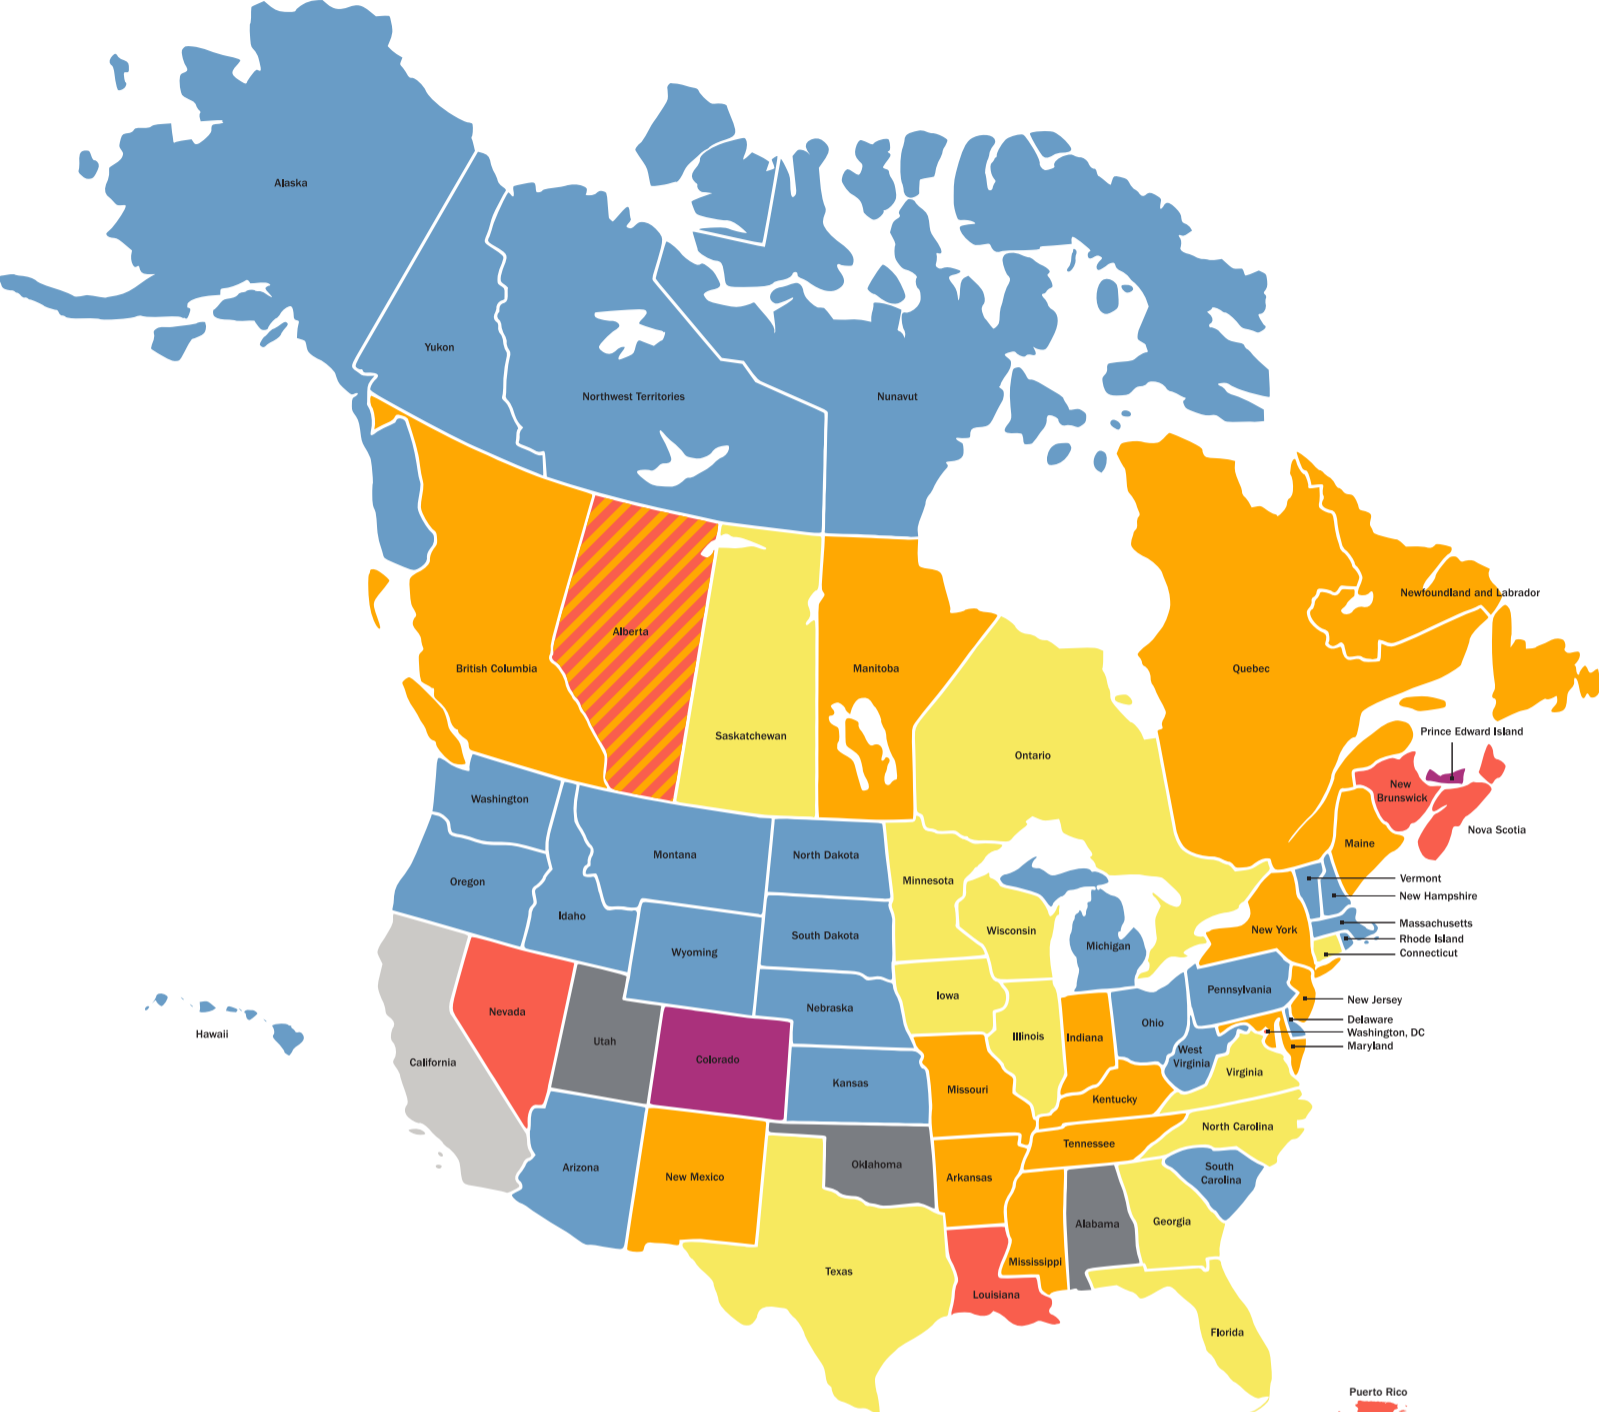 Alaska
Yukon
Northwest Territories
Nunavut
Newfoundland and Labrador
Alberta
British Columbia
Manitoba
Quebec
Saskatchewan
Ontario
Prince Edward Island
New
Brunswick
Nova Scotia
Washington
Montana
North Dakota
Maine
Oregon
Minnesota
Vermont
New Hampshire
Idaho
Massachusetts
Wisconsin
New York
South Dakota
Rhode Island
Michigan
Wyoming
Connecticut
Pennsylvania
Iowa
New Jersey
Nebraska
Nevada
Delaware
Ohio
Washington, DC
Hawaii
Utah
Illinois
Indiana
Maryland
West
Virginia
Colorado
California
Virginia
Kansas
Missouri
Kentucky
North Carolina
Tennessee
Oklahoma
Arizona
South
Carolina
New Mexico
Arkansas
Georgia
Alabama
Mississippi
Texas
Louisiana
Florida
Puerto Rico